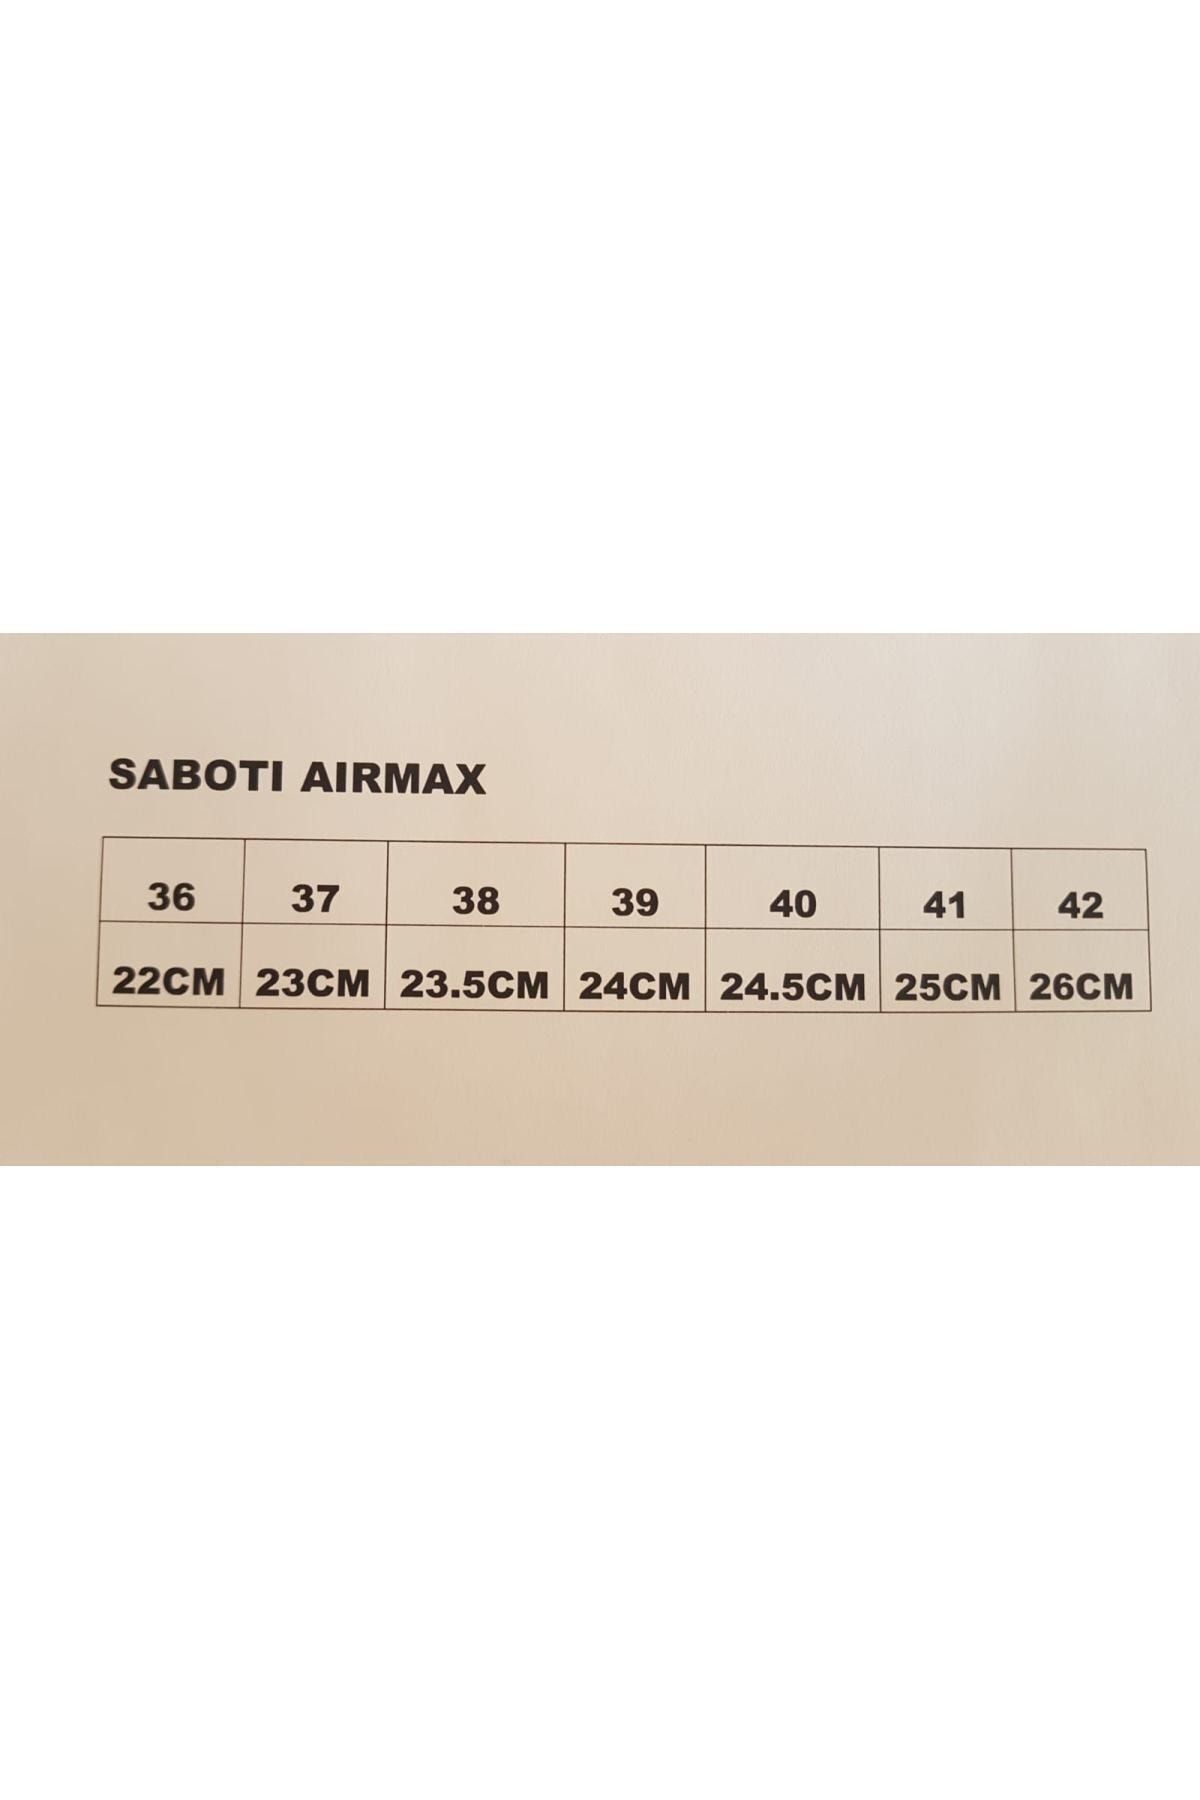 SABOTI AIRMAX
36 37 38 39 40 41 42
22CM 23CM 23.5CM 24CM 24.5CM 25CM 26CM